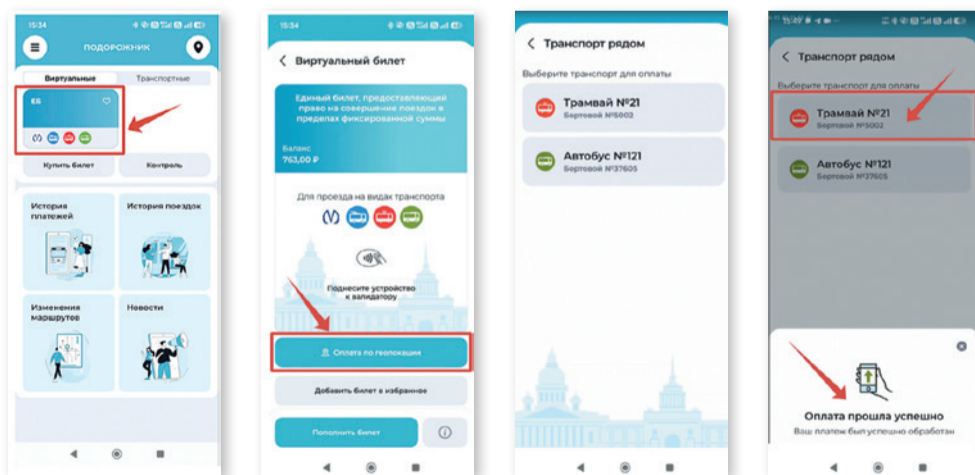 15:34
ПОДОРОЖНИК
Виртуальные
Транспортные
ЕБ
Купить билет
Контроль
История платежей
История поездок
Изменения маршрутов
Новости
15:34
Виртуальный билет
Единый билет, предоставляющий
право на совершение поездок в
пределах фиксированной суммы
Баланс
763,00 ₽
Для проезда на видах транспорта
Поднесите устройство
к валидатору
Оплата по геолокации
Добавить билет в избранное
Пополнить билет
Транспорт рядом
Выберите транспорт для оплаты
Трамвай №21
Бортовой №5002
Автобус №121
Бортовой №37605
Транспорт рядом
Выберите транспорт для оплаты
Трамвай №21
Бортовой №5002
Автобус №121
Бортовой №37605
Оплата прошла успешно
Ваш платеж был успешно обработан